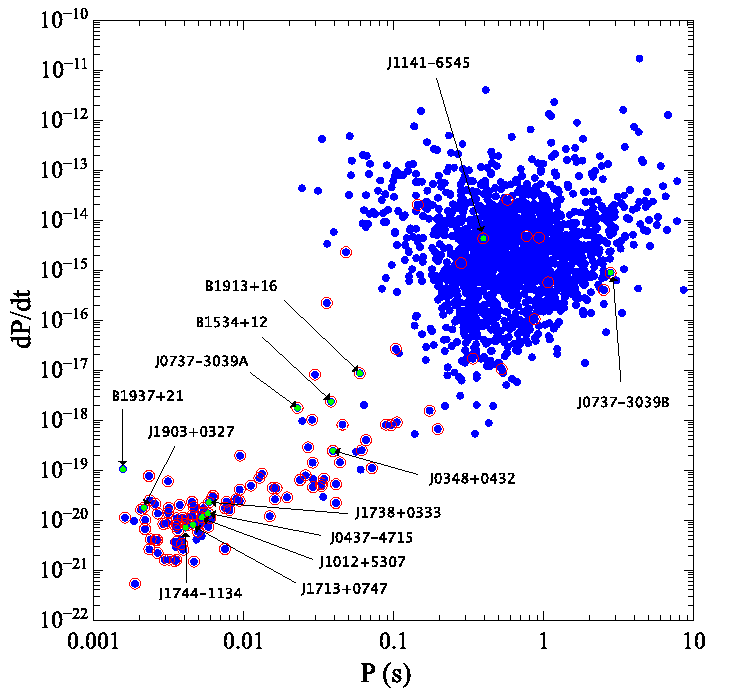 10−10
10−11
10−12
10−13
10−14
10−15
10−16
10−17
10−18
10−19
10−20
10−21
10−22
dP/dt
J1141−6545
B1913+16
B1534+12
J0737−3039A
B1937+21
J1903+0327
J0737−3039B
J0348+0432
J1738+0333
J0437−4715
J1012+5307
J1713+0747
J1744−1134
0.001
0.01
0.1
1
10
P (s)